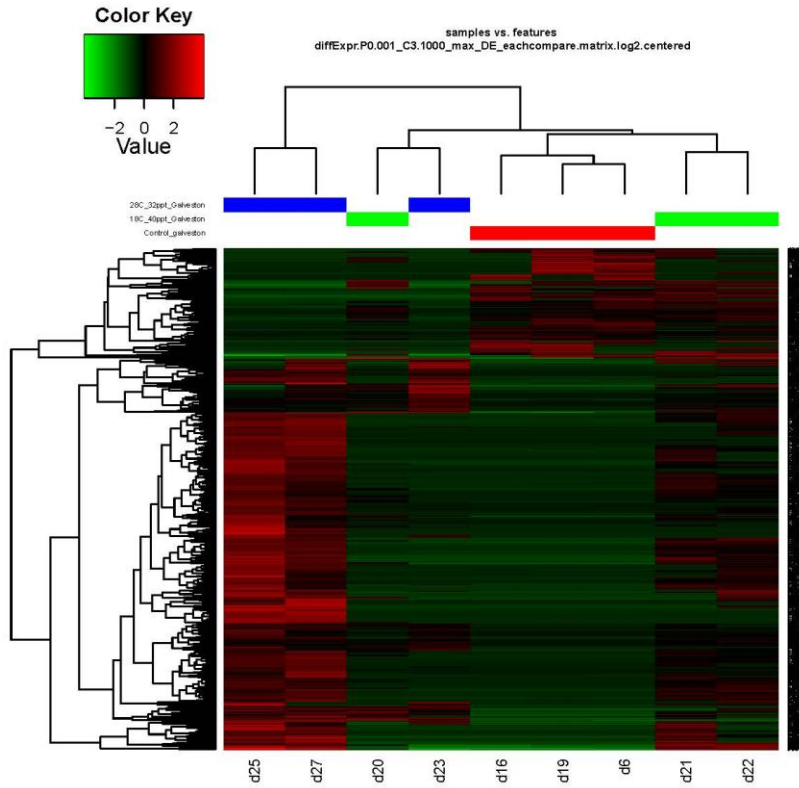 Color Key
−2 0 2
Value
samples vs. features
diffExpr.P0.001_C3.1000_max_DE_eachcompare.matrix.log2.centered
28C_32ppt_Galveston
18C_40ppt_Galveston
Control_galveston
d25 d27 d20 d23 d16 d19 d6 d21 d22